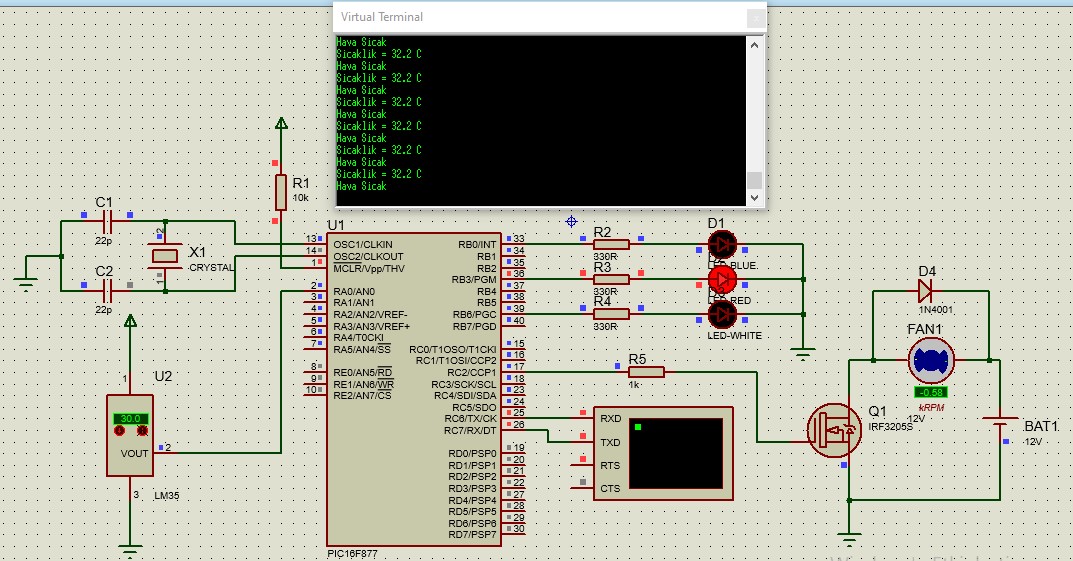 Virtual Terminal
Hava Sicak
Sicaklik = 32.2 C
Hava Sicak
Sicaklik = 32.2 C
Hava Sicak
Sicaklik = 32.2 C
Hava Sicak
Sicaklik = 32.2 C
Hava Sicak
Sicaklik = 32.2 C
Hava Sicak
Sicaklik = 32.2 C
Hava Sicak
C1
22p
C2
22p
X1
CRYSTAL
2
1
R1
10k
U2
30.0
1
VOUT
2
3
LM35
U1
13 OSC1/CLKIN
14 OSC2/CLKOUT
1 MCLR/Vpp/THV
2 RA0/AN0
3 RA1/AN1
4 RA2/AN2/VREF-
5 RA3/AN3/VREF+
6 RA4/T0CKI
7 RA5/AN4/SS
8 RE0/AN5/RD
9 RE1/AN6/WR
10 RE2/AN7/CS
RB0/INT 33
RB1 34
RB2 35
RB3/PGM 36
RB4 37
RB5 38
RB6/PGC 39
RB7/PGD 40
RC0/T1OSO/T1CKI 15
RC1/T1OSI/CCP2 16
RC2/CCP1 17
RC3/SCK/SCL 18
RC4/SDI/SDA 23
RC5/SDO 24
RC6/TX/CK 25
RC7/RX/DT 26
RD0/PSP0 19
RD1/PSP1 20
RD2/PSP2 21
RD3/PSP3 22
RD4/PSP4 27
RD5/PSP5 28
RD6/PSP6 29
RD7/PSP7 30
PIC16F877
R2
330R
R3
330R
R4
330R
D1
LED-BLUE
LED-RED
LED-WHITE
R5
1k
RXD
TXD
RTS
CTS
D4
1N4001
FAN1
-0.58
kRPM
12V
Q1
IRF3205S
BAT1
12V